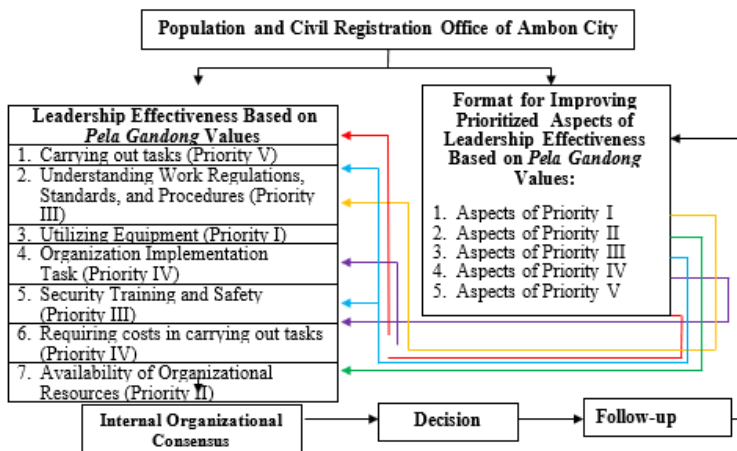 Population and Civil Registration Office of Ambon City
Leadership Effectiveness Based on
Pela Gandong Values
1. Carrying out tasks (Priority V)
2. Understanding Work Regulations,
Standards, and Procedures (Priority
III)
3. Utilizing Equipment (Priority I)
4. Organization Implementation
Task (Priority IV)
5. Security Training and Safety
(Priority III)
6. Requiring costs in carrying out tasks
(Priority IV)
7. Availability of Organizational
Resources (Priority II)
Format for Improving
Prioritized Aspects of
Leadership Effectiveness
Based on Pela Gandong
Values:
1. Aspects of Priority I
2. Aspects of Priority II
3. Aspects of Priority III
4. Aspects of Priority IV
5. Aspects of Priority V
Internal Organizational
Consensus
Decision
Follow-up